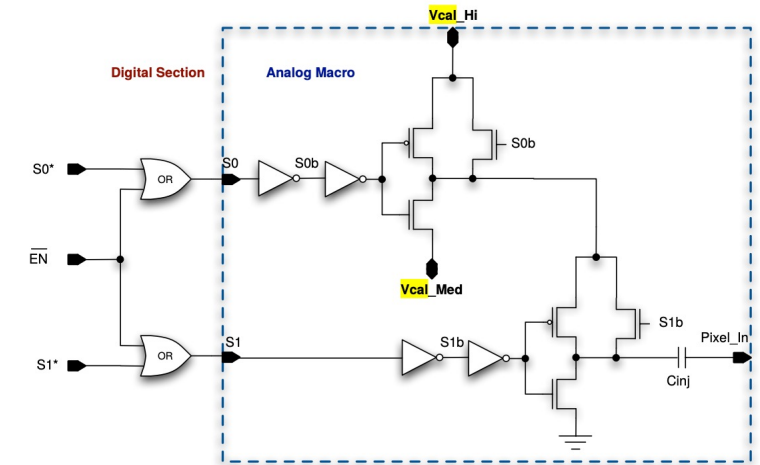 Vcal_Hi
Digital Section
Analog Macro
S0*
OR
S0
S0b
S0b
EN
Vcal_Med
S1*
OR
S1
S1b
S1b
Pixel_In
Cinj